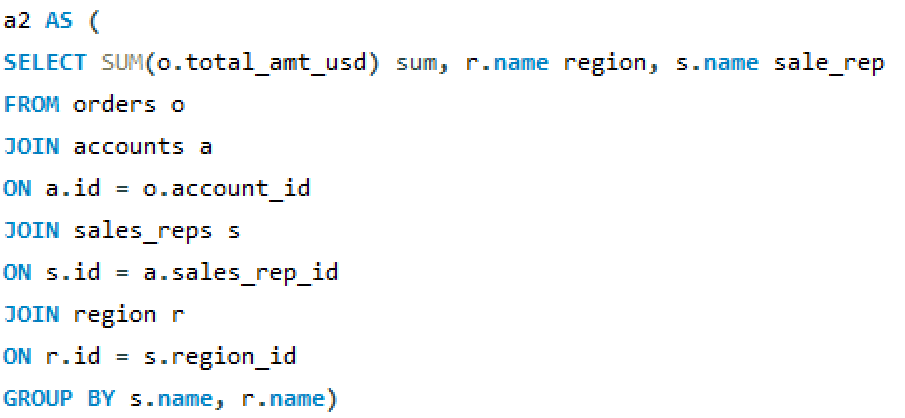 a2 AS (
SELECT SUM(o.total_amt_usd) sum, r.name region, s.name sale_rep
FROM orders o
JOIN accounts a
ON a.id = o.account_id
JOIN sales_reps s
ON s.id = a.sales_rep_id
JOIN region r
ON r.id = s.region_id
GROUP BY s.name, r.name)